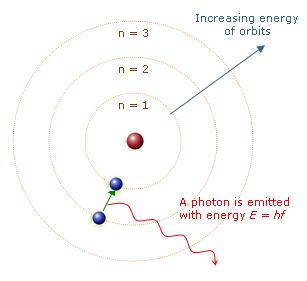 Increasing energy
of orbits
n = 3
n = 2
n = 1
A photon is emitted
with energy E = hf